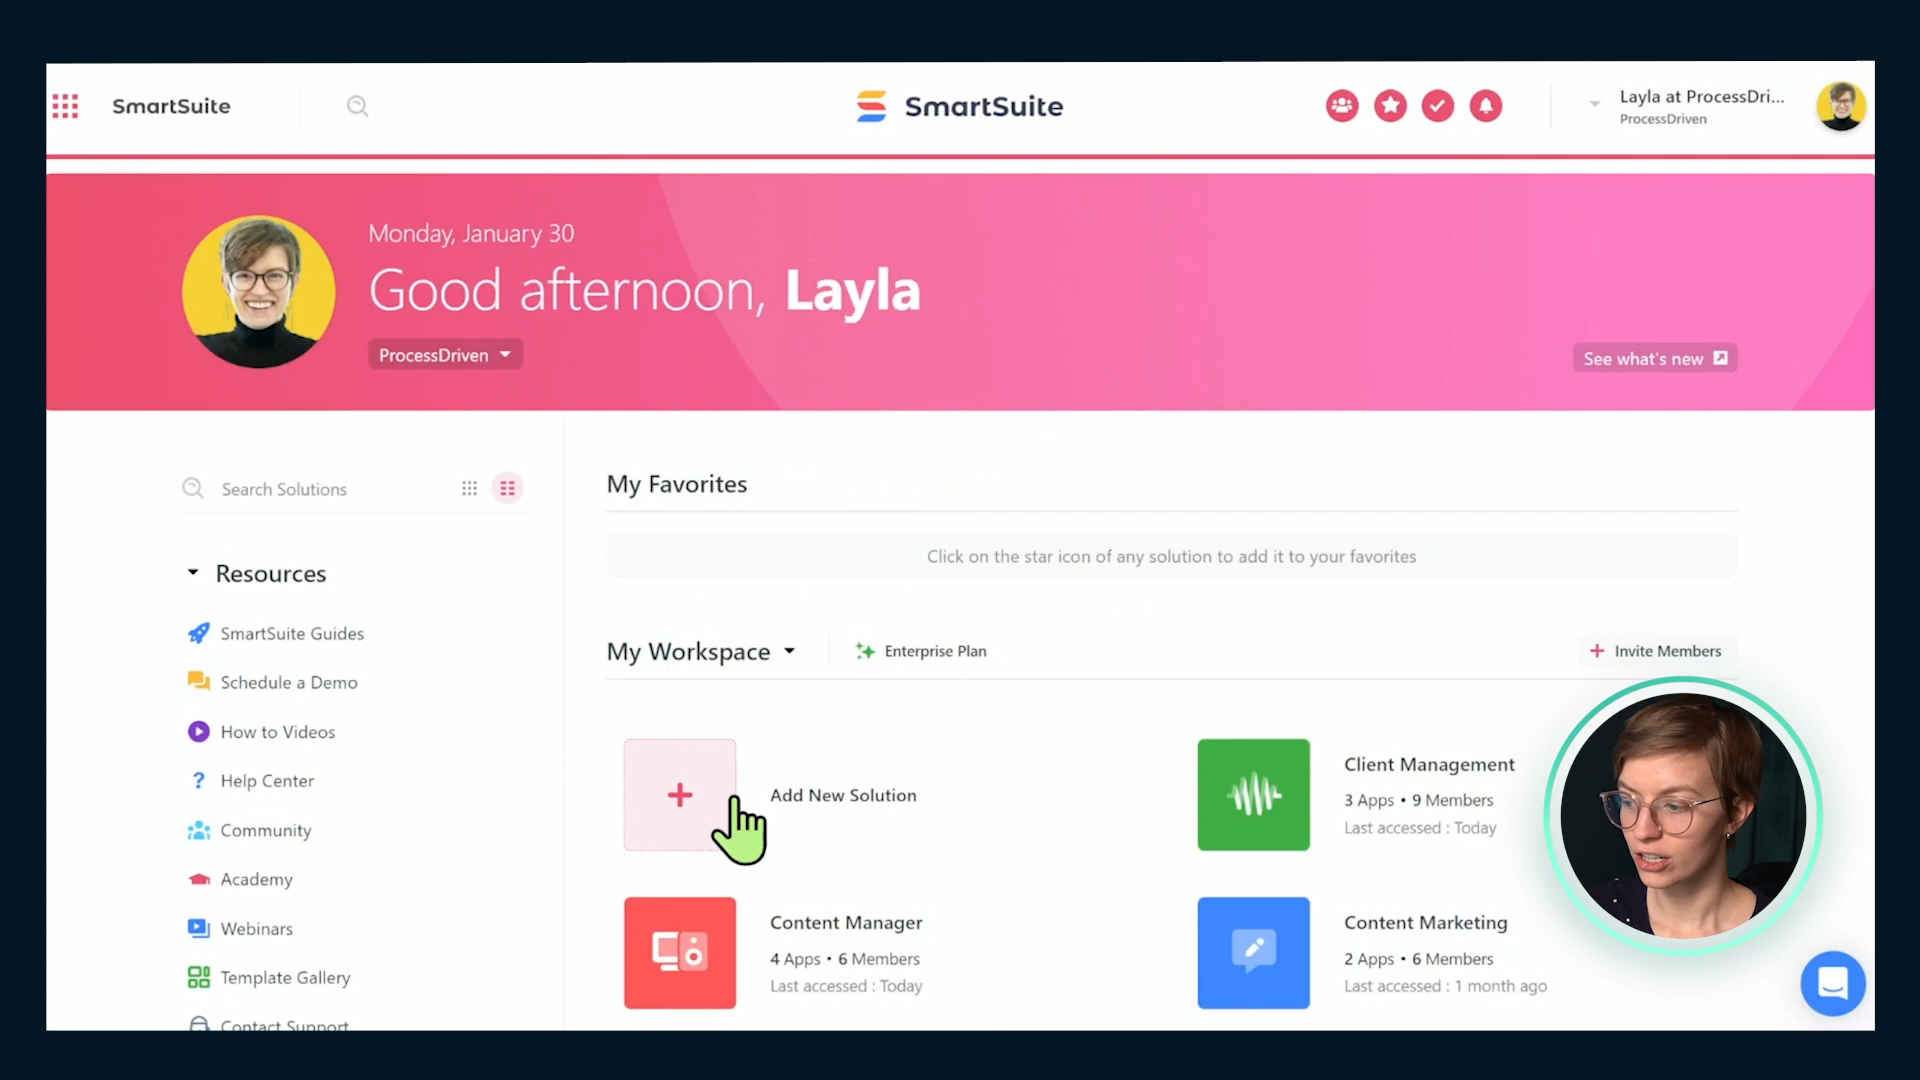 SmartSuite
SmartSuite
Layla at ProcessDri...
ProcessDriven
Monday, January 30
Good afternoon, Layla
ProcessDriven
See what's new
Search Solutions
Resources
SmartSuite Guides
Schedule a Demo
How to Videos
Help Center
Community
Academy
Webinars
Template Gallery
Contact Support
My Favorites
Click on the star icon of any solution to add it to your favorites
My Workspace
Enterprise Plan
Invite Members
Add New Solution
Client Management
3 Apps • 9 Members
Last accessed : Today
Content Manager
4 Apps • 6 Members
Last accessed : Today
Content Marketing
2 Apps • 6 Members
Last accessed : 1 month ago